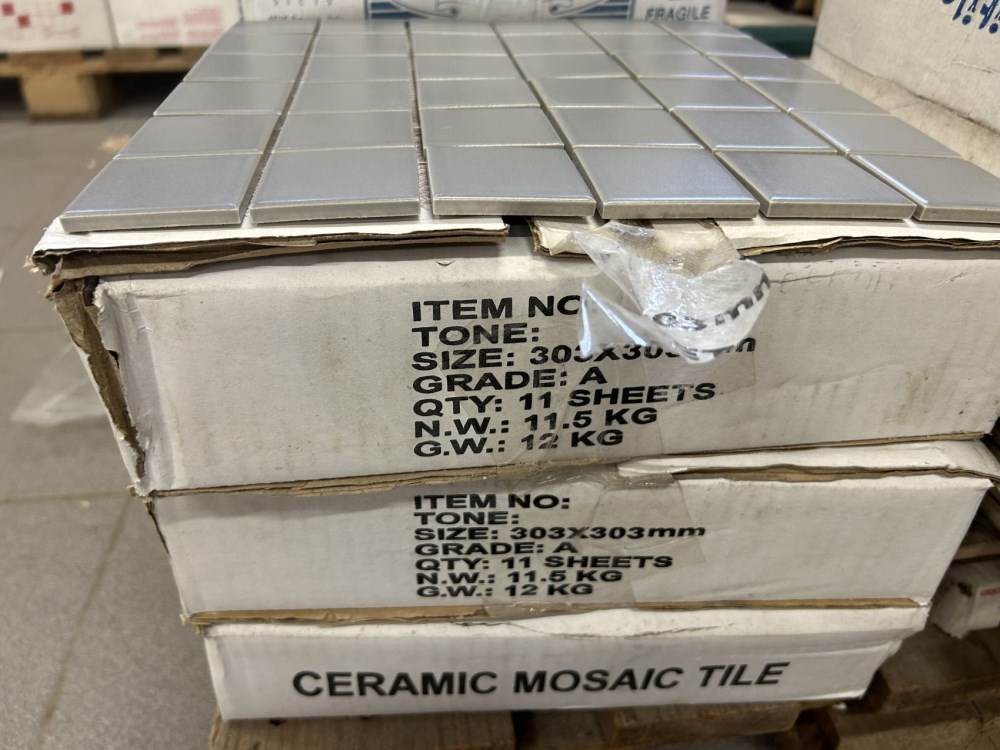 FRAGILE
ITEM NO
TONE:
SIZE: 303X303mm
GRADE: A
QTY: 11 SHEETS
N.W.: 11.5 KG
G.W.: 12 KG
ITEM NO:
TONE:
SIZE: 303X303mm
GRADE: A
QTY: 11 SHEETS
N.W.: 11.5 KG
G.W.: 12 KG
CERAMIC MOSAIC TILE